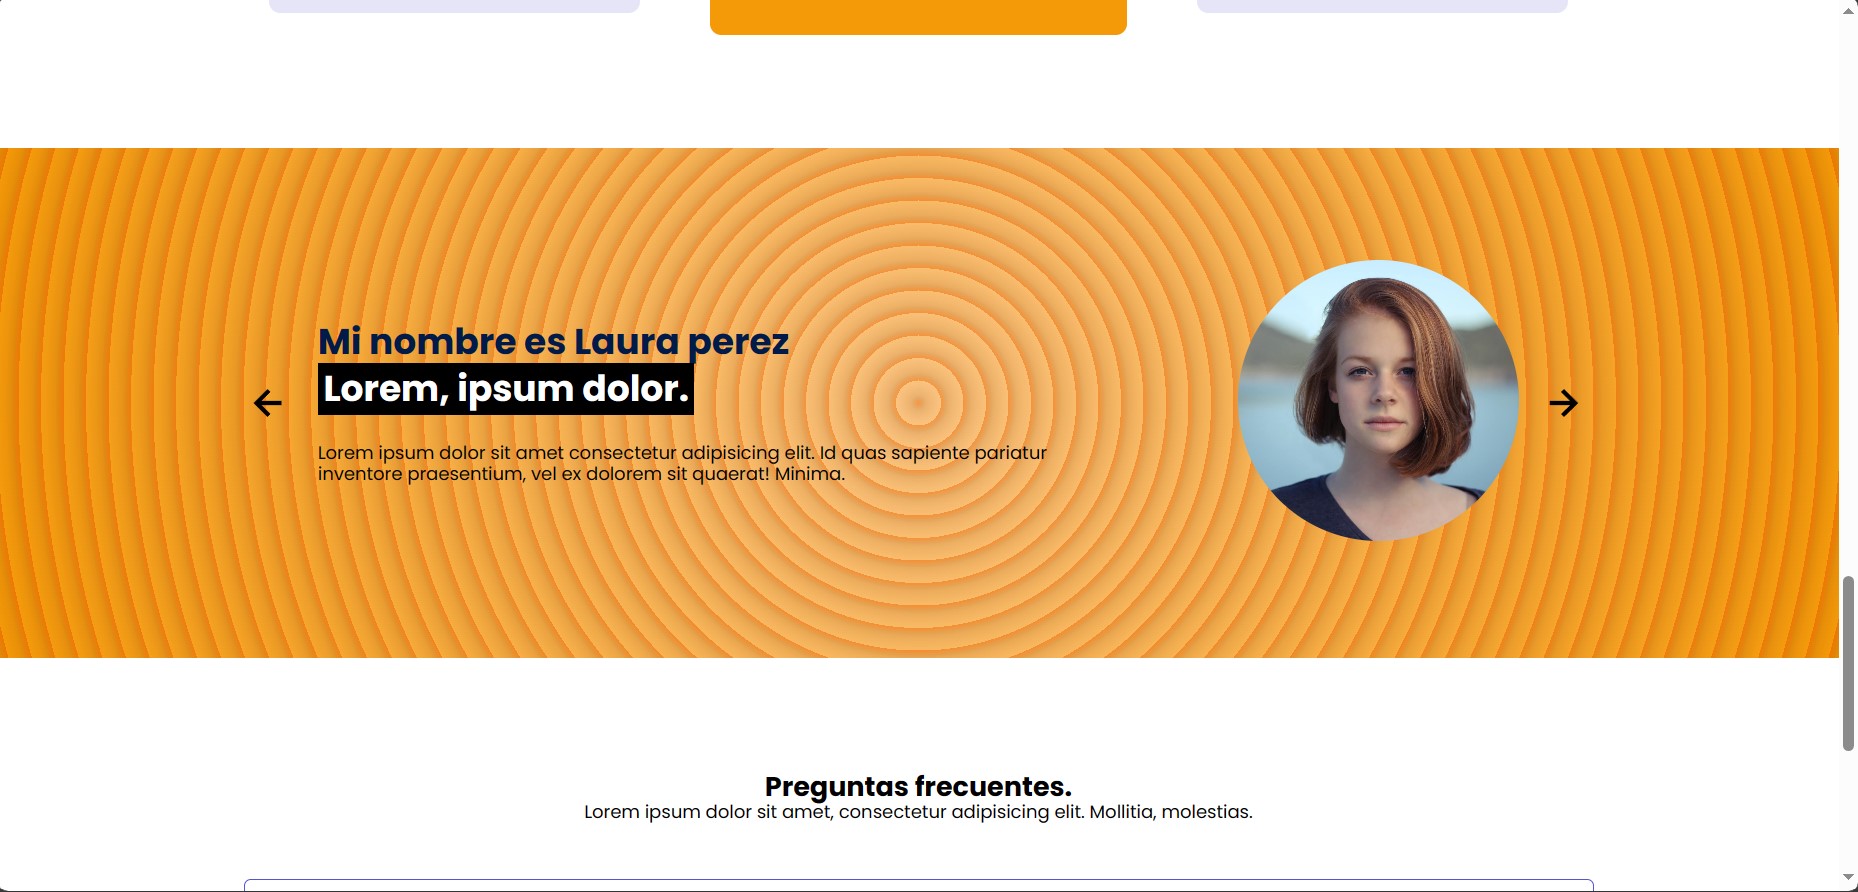 Mi nombre es Laura perez
Lorem, ipsum dolor.
Lorem ipsum dolor sit amet consectetur adipisicing elit. Id quas sapiente pariatur
inventore praesentium, vel ex dolorem sit quaerat! Minima.
Preguntas frecuentes.
Lorem ipsum dolor sit amet, consectetur adipisicing elit. Mollitia, molestias.